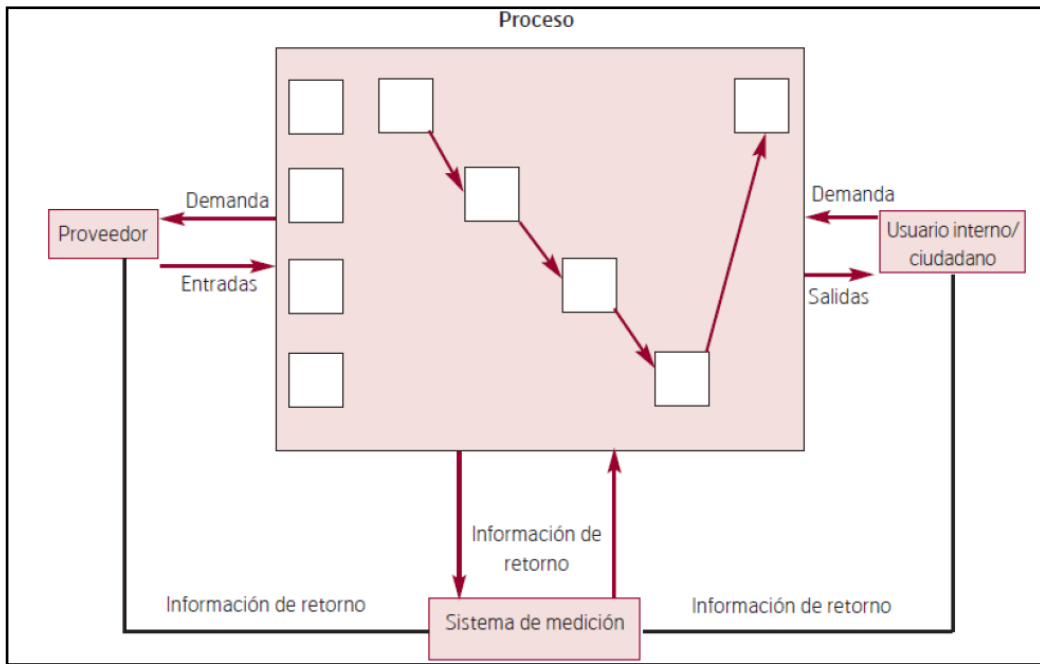 Proceso
Demanda
Proveedor
Entradas
Demanda
Usuario interno/
ciudadano
Salidas
Información de
retorno
Información de retorno
Sistema de medición
Información de retorno